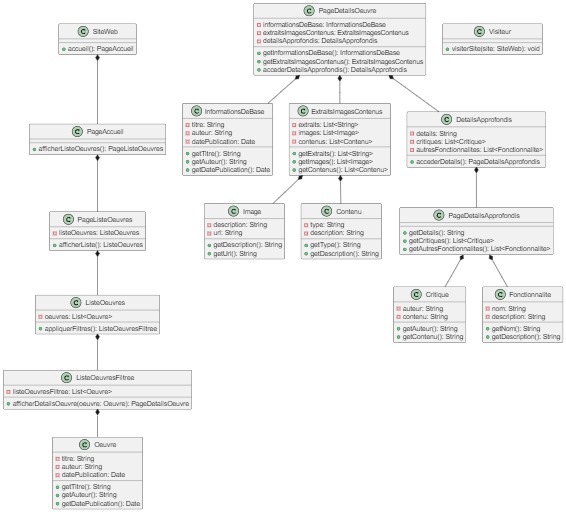 SiteWeb
accueil(): PageAccueil
PageAccueil
afficherListeOeuvres(): PageListeOeuvres
PageListeOeuvres
listeOeuvres: ListeOeuvres
afficherListe(): ListeOeuvres
ListeOeuvres
oeuvres: List<Oeuvre>
appliquerFiltres(): ListeOeuvresFiltree
ListeOeuvresFiltree
listeOeuvresFiltree: List<Oeuvre>
afficherDetailsOeuvre(oeuvre: Oeuvre): PageDetailsOeuvre
Oeuvre
titre: String
auteur: String
datePublication: Date
getTitre(): String
getAuteur(): String
getDatePublication(): Date
PageDetailsOeuvre
informationsDeBase: InformationsDeBase
extraitsImagesContenus: ExtraitsImagesContenus
detailsApprofondis: DetailsApprofondis
getInformationsDeBase(): InformationsDeBase
getExtraitsImagesContenus(): ExtraitsImagesContenus
accederDetailsApprofondis(): DetailsApprofondis
InformationsDeBase
titre: String
auteur: String
datePublication: Date
getTitre(): String
getAuteur(): String
getDatePublication(): Date
ExtraitsImagesContenus
extraits: List<String>
images: List<Image>
contenus: List<Contenu>
getExtraits(): List<String>
getImages(): List<Image>
getContenus(): List<Contenu>
Image
description: String
url: String
getDescription(): String
getUrl(): String
Contenu
type: String
description: String
getType(): String
getDescription(): String
Visiteur
visiterSite(site: SiteWeb): void
DetailsApprofondis
details: String
critiques: List<Critique>
autresFonctionnalites: List<Fonctionnalite>
accederDetails(): PageDetailsApprofondis
PageDetailsApprofondis
getDetails(): String
getCritiques(): List<Critique>
getAutresFonctionnalites(): List<Fonctionnalite>
Critique
auteur: String
contenu: String
getAuteur(): String
getContenu(): String
Fonctionnalite
nom: String
description: String
getNom(): String
getDescription(): String